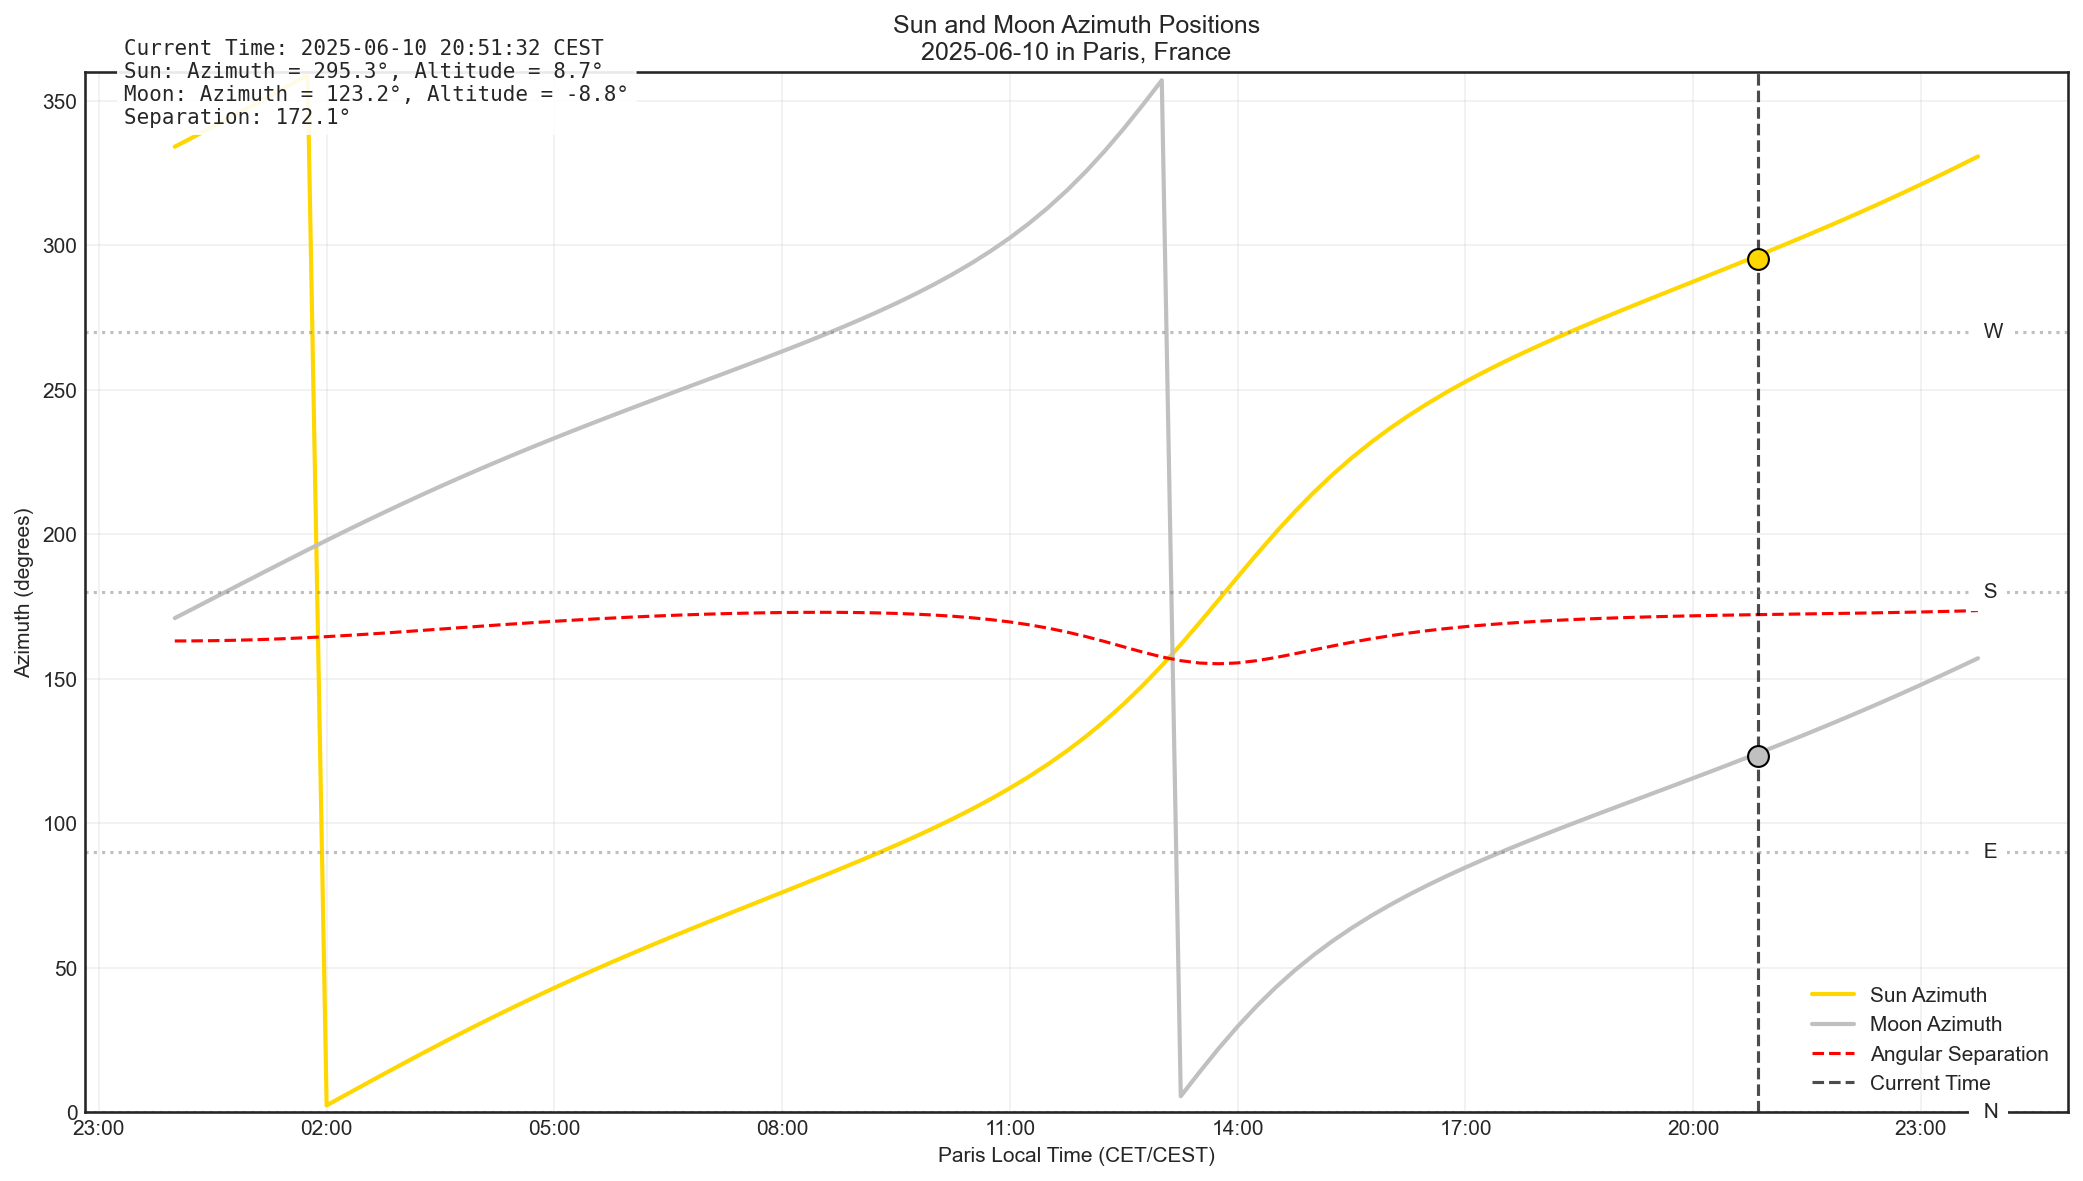 Sun and Moon Azimuth Positions
2025-06-10 in Paris, France
Current Time: 2025-06-10 20:51:32 CEST
Sun: Azimuth = 295.3°, Altitude = 8.7°
Moon: Azimuth = 123.2°, Altitude = -8.8°
Separation: 172.1°
Azimuth (degrees)
350
300
250
200
150
100
50
0
W
S
E
N
Sun Azimuth
Moon Azimuth
Angular Separation
Current Time
23:00
02:00
05:00
08:00
11:00
14:00
17:00
20:00
23:00
Paris Local Time (CET/CEST)